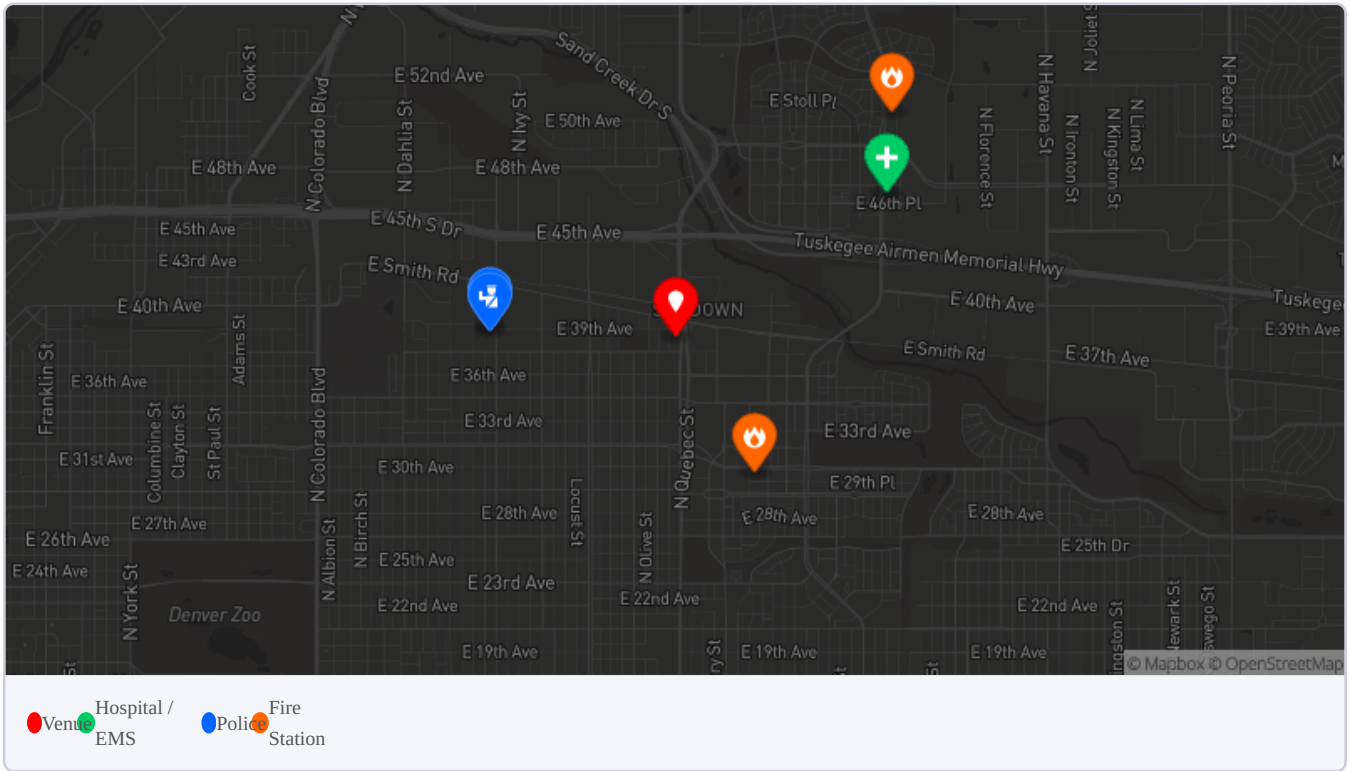 Cook St
N Colorado Blvd
E 52nd Ave
N Dahlia St
N Ivy St
Sand Creek Dr S
E 50th Ave
E Stoll Pl
N Florence St
N Havana St
N Joliet St
N Ironton St
N Kingston St
N Lima St
N Peoria St
E 48th Ave
E 48th Ave
E 46th Pl
E 45th Ave
E 45th S Dr
E 45th Ave
Tuskegee Airmen Memorial Hwy
E 43rd Ave
E Smith Rd
E 40th Ave
E 40th Ave
E 39th Ave
E 39th Ave
E Smith Rd
E 37th Ave
Franklin St
E 36th Ave
Adams St
E 36th Ave
Columbine St
Clayton St
St Paul St
N Colorado Blvd
E 33rd Ave
N Quebec St
E 33rd Ave
E 31st Ave
E 30th Ave
E 29th Pl
E 27th Ave
N Birch St
E 28th Ave
Locust St
E 28th Ave
E 28th Ave
E 26th Ave
N Albion St
N Olive St
E 25th Ave
E 25th Dr
E 24th Ave
N York St
E 23rd Ave
Denver Zoo
E 22nd Ave
E 22nd Ave
E 22nd Ave
E 19th Ave
E 19th Ave
E 19th Ave
© Mapbox © OpenStreetMap
Venue
Hospital /
EMS
Police
Fire
Station